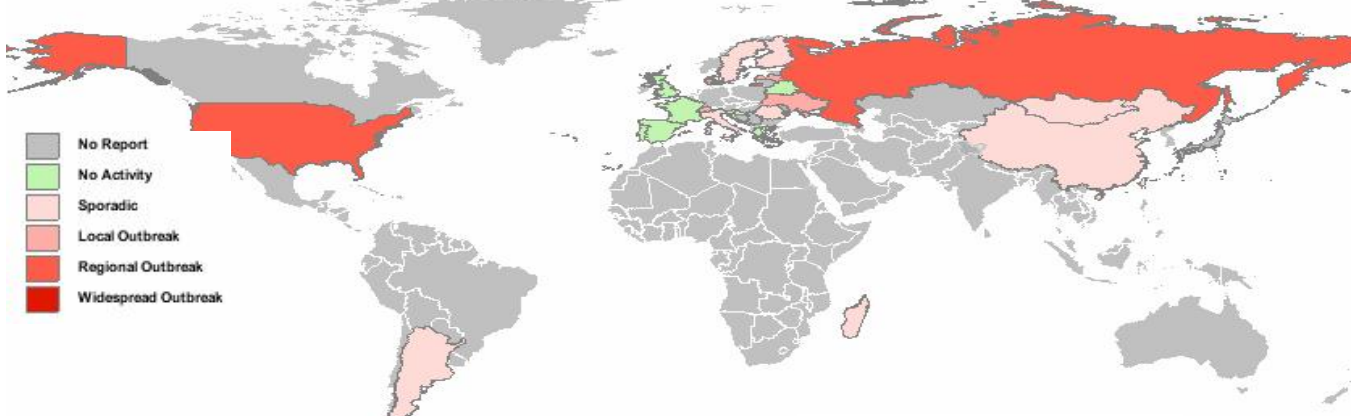 No Report
No Activity
Sporadic
Local Outbreak
Regional Outbreak
Widespread Outbreak